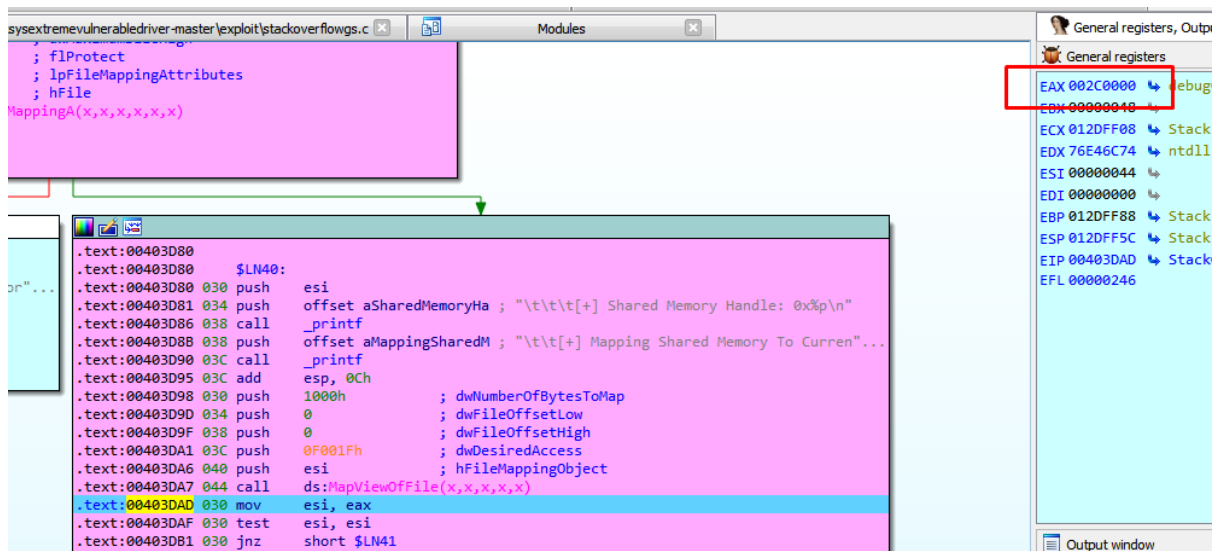 sysextremevulnerabledriver-master\exploit\stackoverflowgs.c
Modules
General registers, Outpu
; flProtect
; lpFileMappingAttributes
; hFile
MappingA(x,x,x,x,x,x)
General registers
EAX 002C0000 debug
EBX 00000048
ECX 012DFF08 Stack
EDX 76E46C74 ntdll
ESI 00000044
EDI 00000000
EBP 012DFF88 Stack
ESP 012DFF5C Stack
EIP 00403DAD Stack
EFL 00000246
or"...
.text:00403D80
.text:00403D80 $LN40:
.text:00403D80 030 push esi
.text:00403D81 034 push offset aSharedMemoryHa ; "\t\t\t[+] Shared Memory Handle: 0x%p\n"
.text:00403D86 038 call _printf
.text:00403D8B 038 push offset aMappingSharedM ; "\t\t[+] Mapping Shared Memory To Curren"...
.text:00403D90 03C call _printf
.text:00403D95 03C add esp, 0Ch
.text:00403D98 030 push 1000h ; dwNumberOfBytesToMap
.text:00403D9D 034 push 0 ; dwFileOffsetLow
.text:00403D9F 038 push 0 ; dwFileOffsetHigh
.text:00403DA1 03C push 0F001Fh ; dwDesiredAccess
.text:00403DA6 040 push esi ; hFileMappingObject
.text:00403DA7 044 call ds:MapViewOfFile(x,x,x,x,x)
.text:00403DAD 030 mov esi, eax
.text:00403DAF 030 test esi, esi
.text:00403DB1 030 jnz short $LN41
Output window